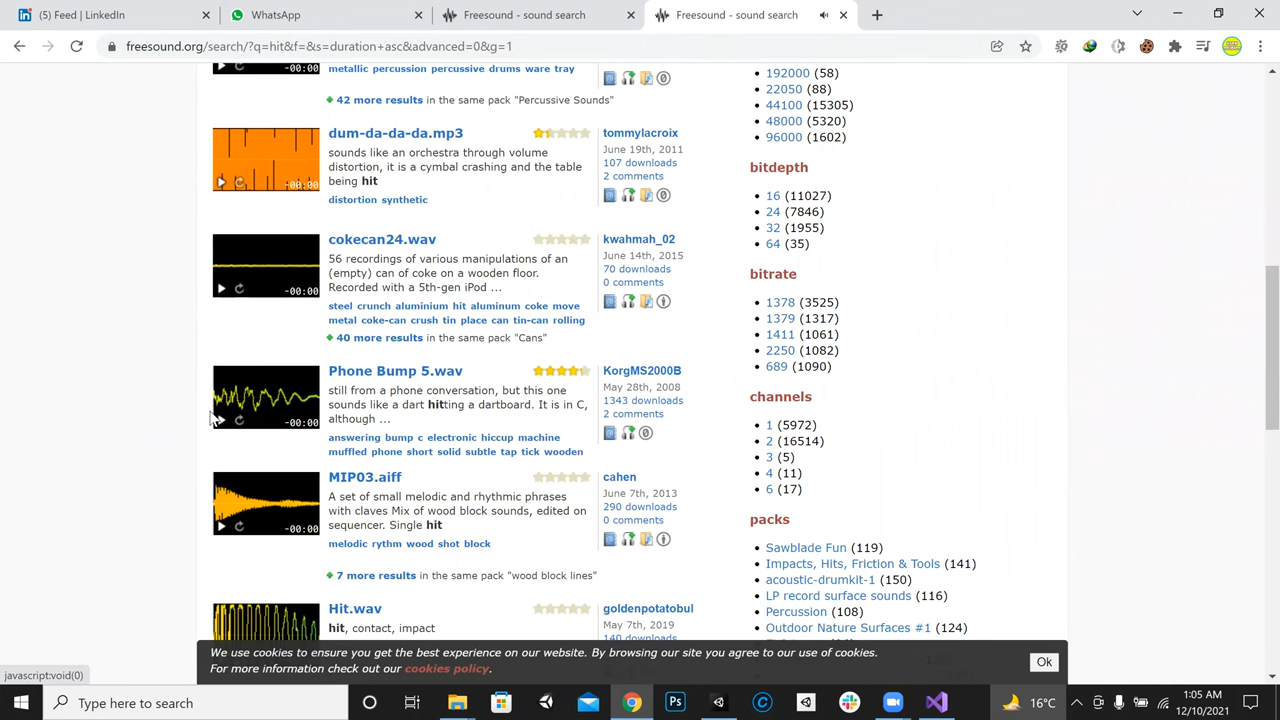 (5) Feed | LinkedIn
WhatsApp
Freesound - sound search
Freesound - sound search
freesound.org/search/?q=hit&f=&s=duration+asc&advanced=0&g=1
-00:00
metallic percussion percussive drums ware tray
42 more results in the same pack "Percussive Sounds"
dum-da-da-da.mp3
sounds like an orchestra through volume
distortion, it is a cymbal crashing and the table
being hit
distortion synthetic
-00:00
tommylacroix
June 19th, 2011
107 downloads
2 comments
cokecan24.wav
56 recordings of various manipulations of an
(empty) can of coke on a wooden floor.
Recorded with a 5th-gen iPod ...
steel crunch aluminium hit aluminum coke move
metal coke-can crush tin place can tin-can rolling
40 more results in the same pack "Cans"
-00:00
kwahmah_02
June 14th, 2015
70 downloads
0 comments
Phone Bump 5.wav
still from a phone conversation, but this one
sounds like a dart hitting a dartboard. It is in C,
although ...
answering bump c electronic hiccup machine
muffled phone short solid subtle tap tick wooden
-00:00
KorgMS2000B
May 28th, 2008
1343 downloads
2 comments
MIP03.aiff
A set of small melodic and rhythmic phrases
with claves Mix of wood block sounds, edited on
sequencer. Single hit
melodic rythm wood shot block
7 more results in the same pack "wood block lines"
-00:00
cahen
June 7th, 2013
290 downloads
0 comments
Hit.wav
hit, contact, impact
goldenpotatobul
May 7th, 2019
140 downloads
192000 (58)
22050 (88)
44100 (15305)
48000 (5320)
96000 (1602)
bitdepth
16 (11027)
24 (7846)
32 (1955)
64 (35)
bitrate
1378 (3525)
1379 (1317)
1411 (1061)
2250 (1082)
689 (1090)
channels
1 (5972)
2 (16514)
3 (5)
4 (11)
6 (17)
packs
Sawblade Fun (119)
Impacts, Hits, Friction & Tools (141)
acoustic-drumkit-1 (150)
LP record surface sounds (116)
Percussion (108)
Outdoor Nature Surfaces #1 (124)
We use cookies to ensure you get the best experience on our website. By browsing our site you agree to our use of cookies.
For more information check out our cookies policy.
Ok
javascript:void(0)
Type here to search
16°C
1:05 AM
12/10/2021